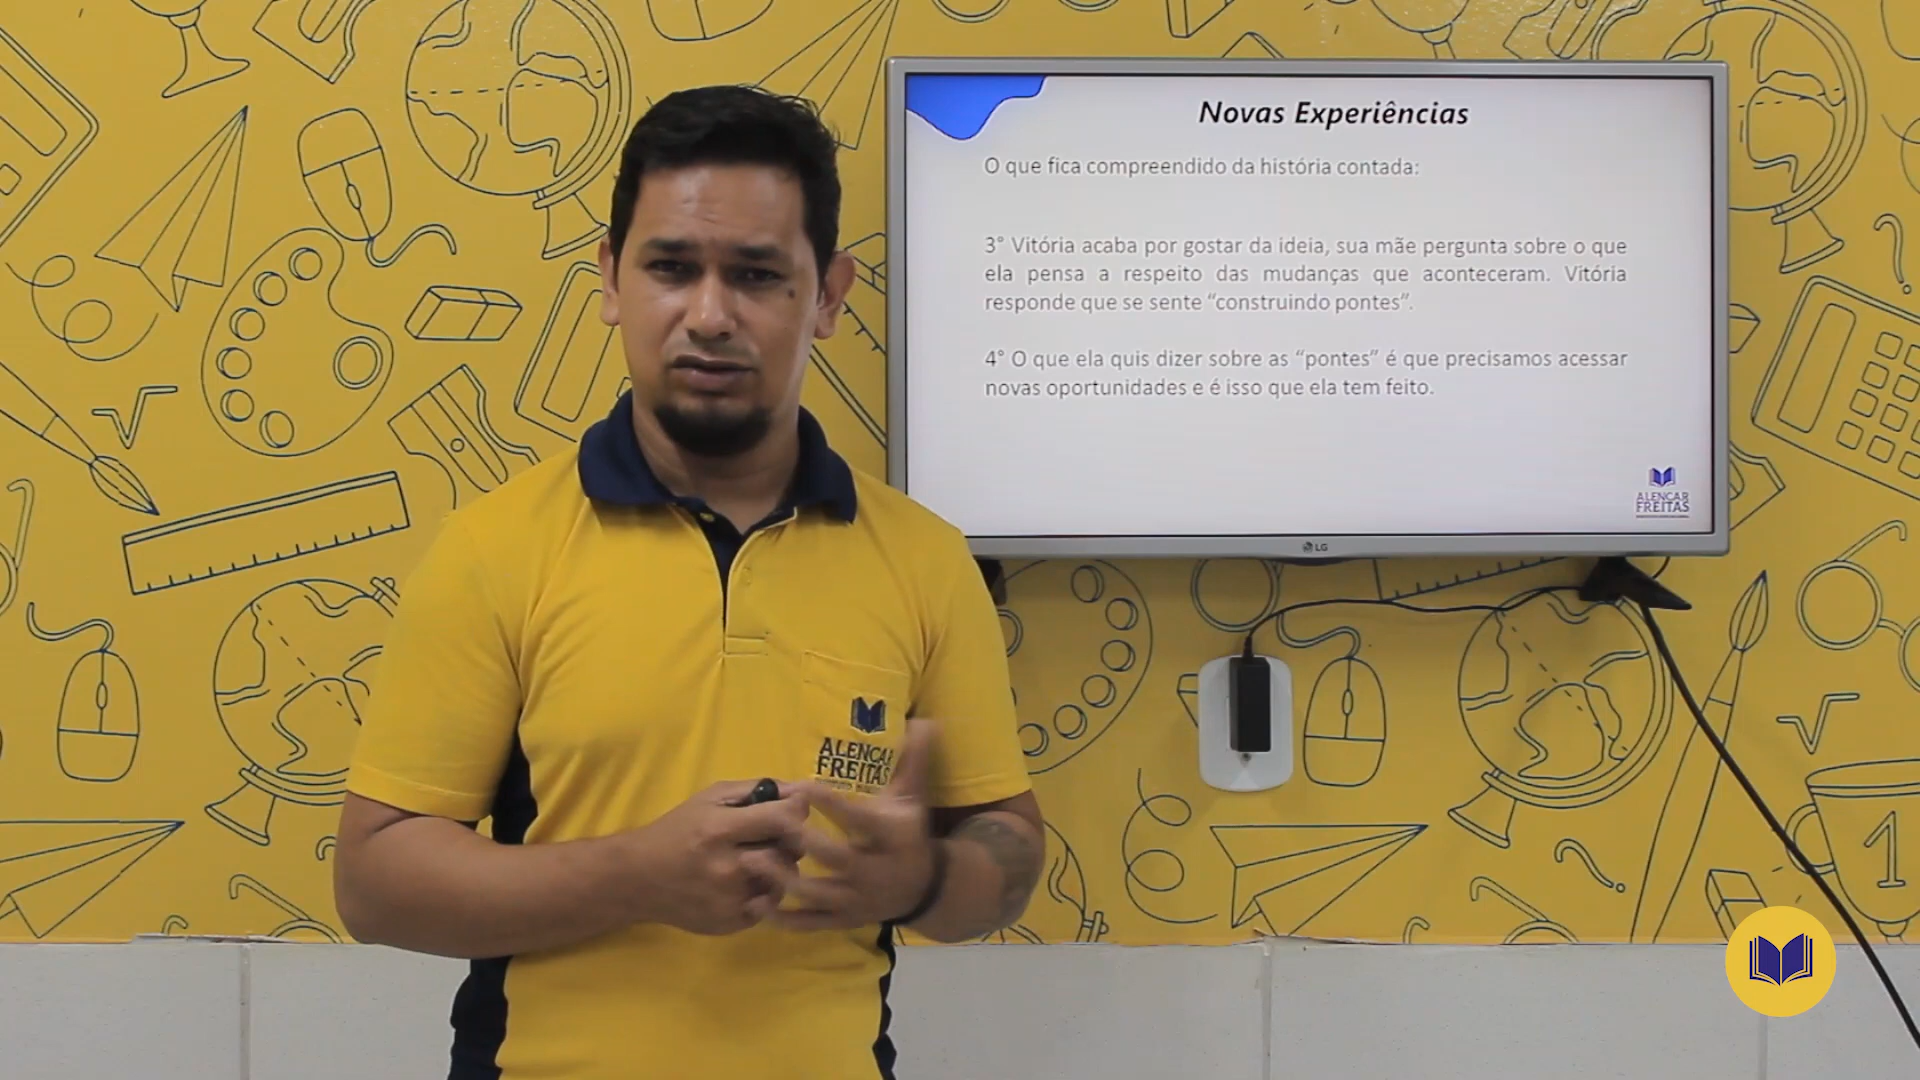 Novas Experiências
O que fica compreendido da história contada:
3° Vitória acaba por gostar da ideia, sua mãe pergunta sobre o que
ela pensa a respeito das mudanças que aconteceram. Vitória
responde que se sente “construindo pontes”.
4° O que ela quis dizer sobre as “pontes” é que precisamos acessar
novas oportunidades e é isso que ela tem feito.
ALENCAR
FREITAS
LG
ALENCAR
FREITAS
1